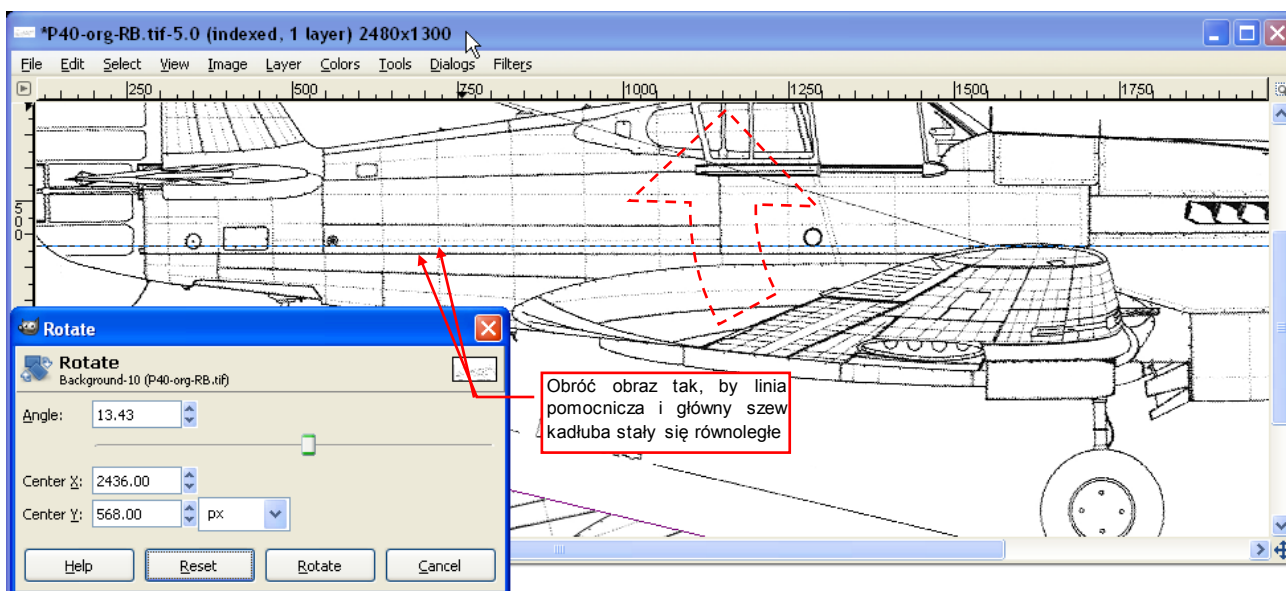 *P40-org-RB.tif-5.0 (indexed, 1 layer) 2480x1300
File Edit Select View Image Layer Colors Tools Dialogs Filters
250 500 750 1000 1250 1500 1750
5
0
0
Rotate
Rotate
Background-10 (P40-org-RB.tif)
Angle: 13.43
Center X: 2436.00
Center Y: 568.00 px
Help Reset Rotate Cancel
Obróć obraz tak, by linia
pomocnicza i główny szew
kadłuba stały się równoległe